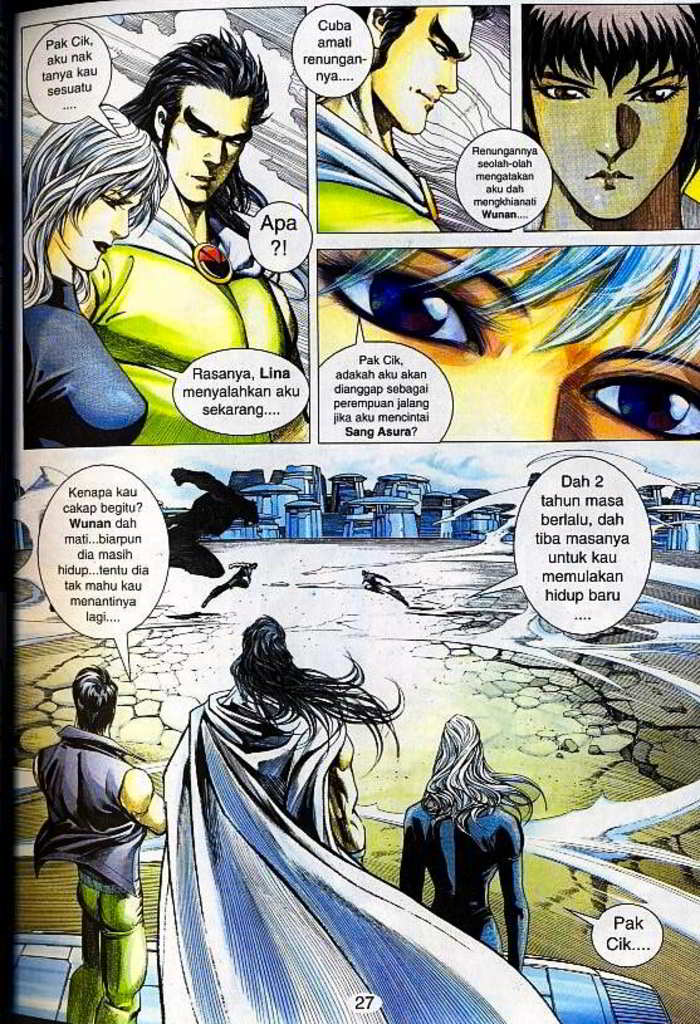 Pak Cik,
aku nak
tanya kau
sesuatu
....
Apa
?!
Rasanya, Lina
menyalahkan aku
sekarang....
Cuba
amati
renungan-
nya....
Renungannya
seolah-olah
mengatakan
aku dah
mengkhianati
Wunan....
Pak Cik,
adakah aku akan
dianggap sebagai
perempuan jalang
jika aku mencintai
Sang Asura?
Kenapa kau
cakap begitu?
Wunan dah
mati...biarpun
dia masih
hidup...tentu dia
tak mahu kau
menantinya
lagi....
Dah 2
tahun masa
berlalu, dah
tiba masanya
untuk kau
memulakan
hidup baru
....
Pak
Cik....
27